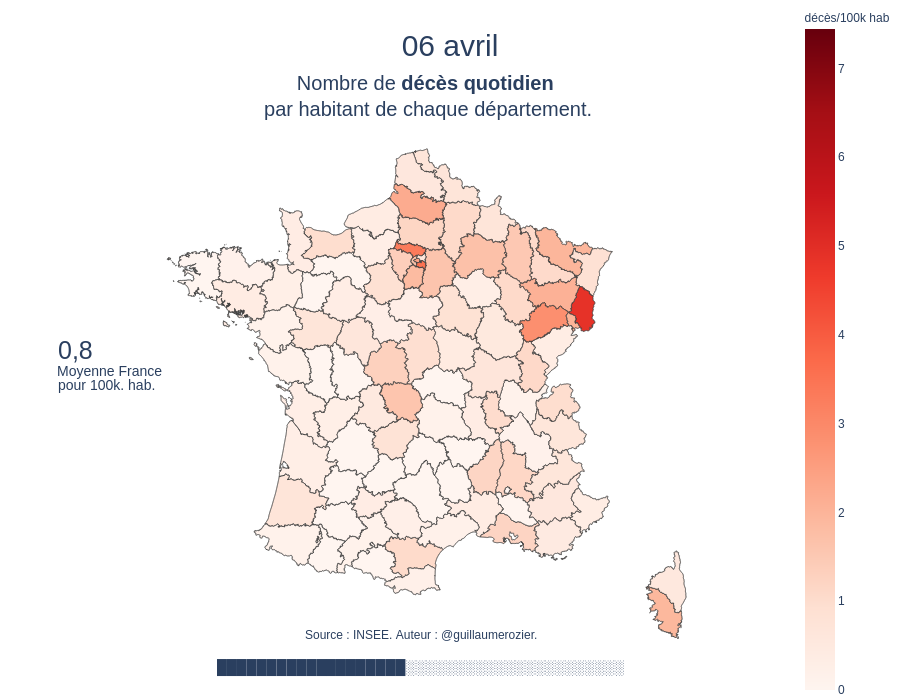 décès/100k hab
06 avril
Nombre de décès quotidien
par habitant de chaque département.
7
6
5
4
3
2
1
0
0,8
Moyenne France
pour 100k. hab.
Source : INSEE. Auteur : @guillaumerozier.